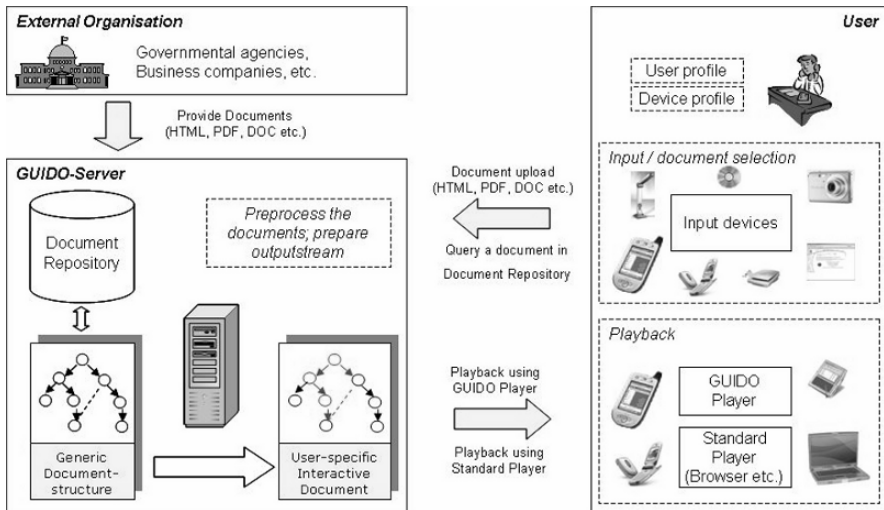 External Organisation
Governmental agencies,
Business companies, etc.
Provide Documents
(HTML, PDF, DOC etc.)
GUIDO-Server
Document
Repository
Preprocess the
documents; prepare
outputstream
Generic
Document-
structure
User-specific
Interactive
Document
Document upload
(HTML, PDF, DOC etc.)
Query a document in
Document Repository
Playback using
GUIDO Player
Playback using
Standard Player
User
User profile
Device profile
Input / document selection
Input devices
Playback
GUIDO
Player
Standard
Player
(Browser etc.)